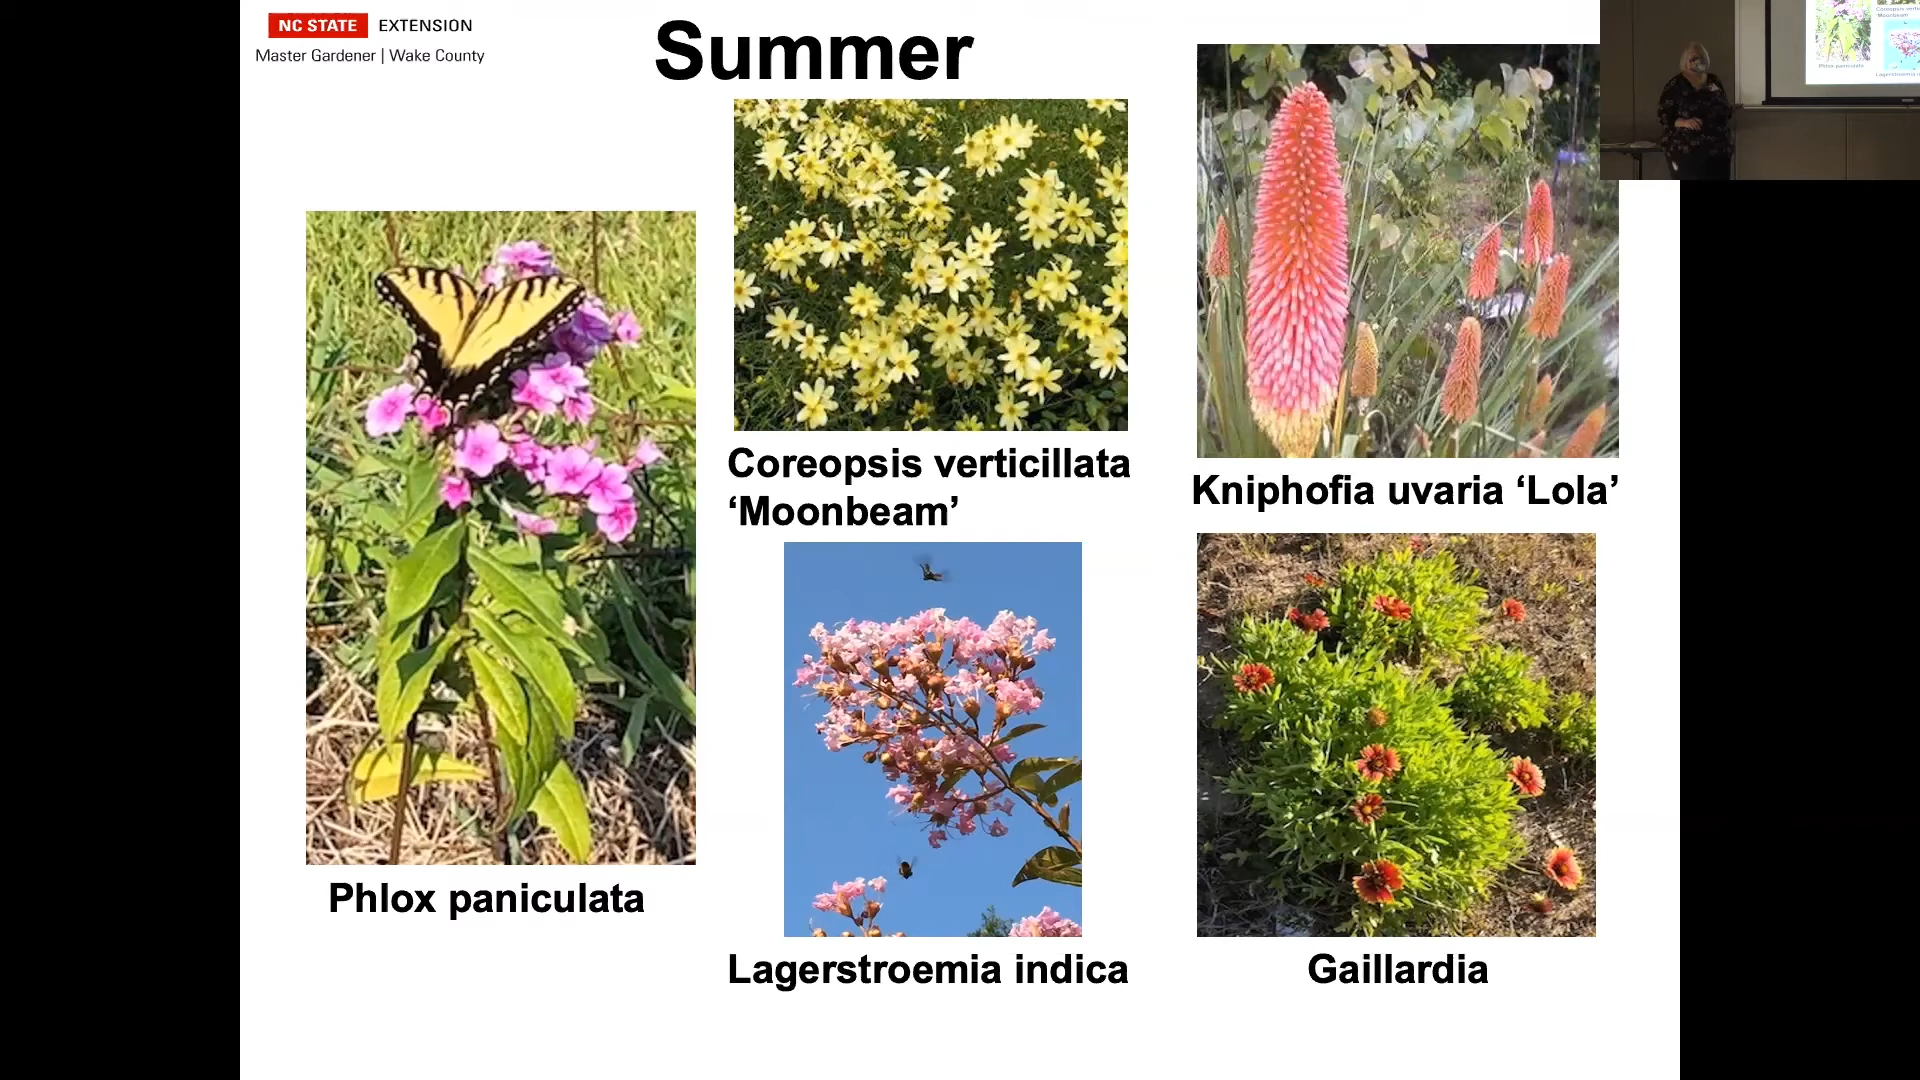 NC STATE EXTENSION
Master Gardener | Wake County
Summer
Coreopsis verticillata
‘Moonbeam’
Kniphofia uvaria ‘Lola’
Phlox paniculata
Lagerstroemia indica
Gaillardia